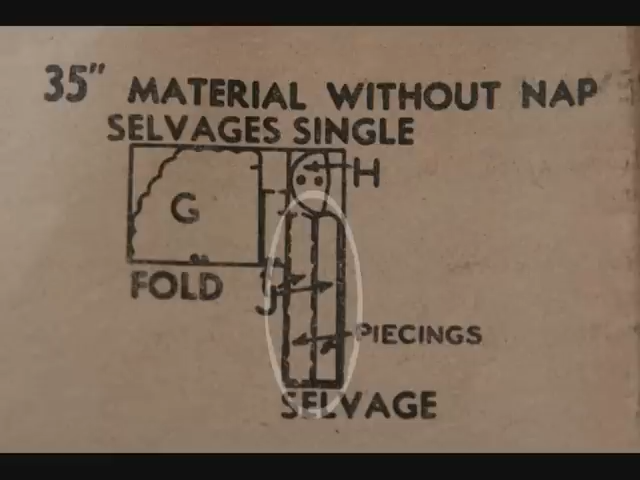 35" MATERIAL WITHOUT NAP
SELVAGES SINGLE
H
G
FOLD
J
PIECINGS
SELVAGE